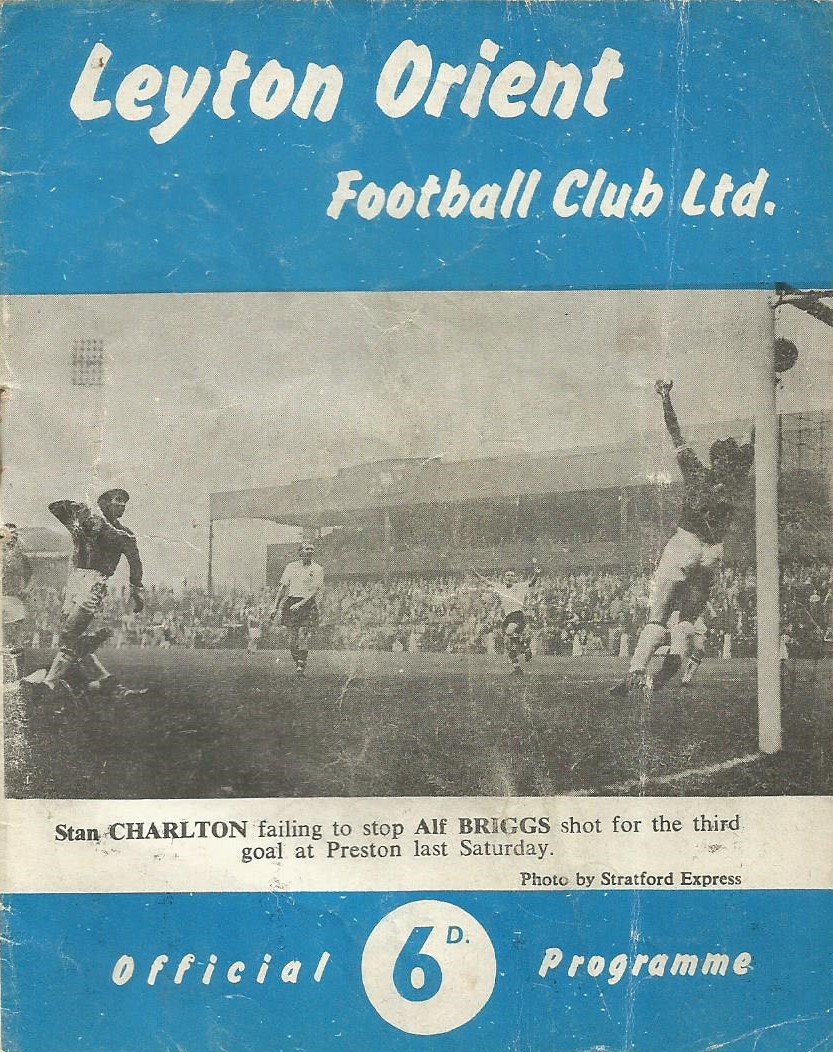 Leyton Orient
Football Club Ltd.
Stan CHARLTON failing to stop Alf BRIGGS shot for the third
goal at Preston last Saturday.
Photo by Stratford Express
Official 6D. Programme